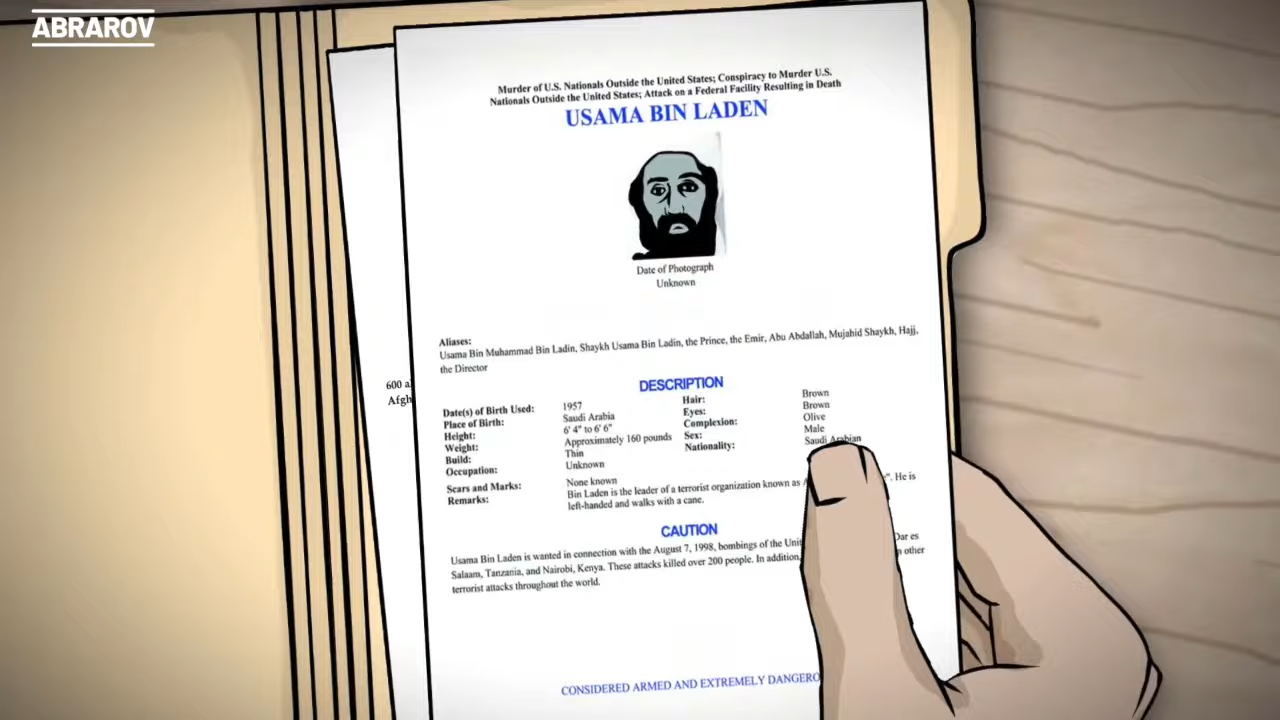 ABRAROV
Murder of U.S. Nationals Outside the United States; Conspiracy to Murder U.S.
Nationals Outside the United States; Attack on a Federal Facility Resulting in Death
USAMA BIN LADEN
Date of Photograph
Unknown
Aliases:
Usama Bin Muhammad Bin Ladin, Shaykh Usama Bin Ladin, the Prince, the Emir, Abu Abdallah, Mujahid Shaykh, Hajj,
the Director
600 a
Afgh
DESCRIPTION
Date(s) of Birth Used: 1957 Hair: Brown
Place of Birth: Saudi Arabia Eyes: Brown
Height: 6' 4" to 6' 6" Complexion: Olive
Weight: Approximately 160 pounds Sex: Male
Build: Thin Nationality: Saudi Arabian
Occupation: Unknown
Scars and Marks: None known
Remarks: Bin Laden is the leader of a terrorist organization known as A ". He is
left-handed and walks with a cane.
CAUTION
Usama Bin Laden is wanted in connection with the August 7, 1998, bombings of the Unit Dar es
Salaam, Tanzania, and Nairobi, Kenya. These attacks killed over 200 people. In addition, other
terrorist attacks throughout the world.
CONSIDERED ARMED AND EXTREMELY DANGERO